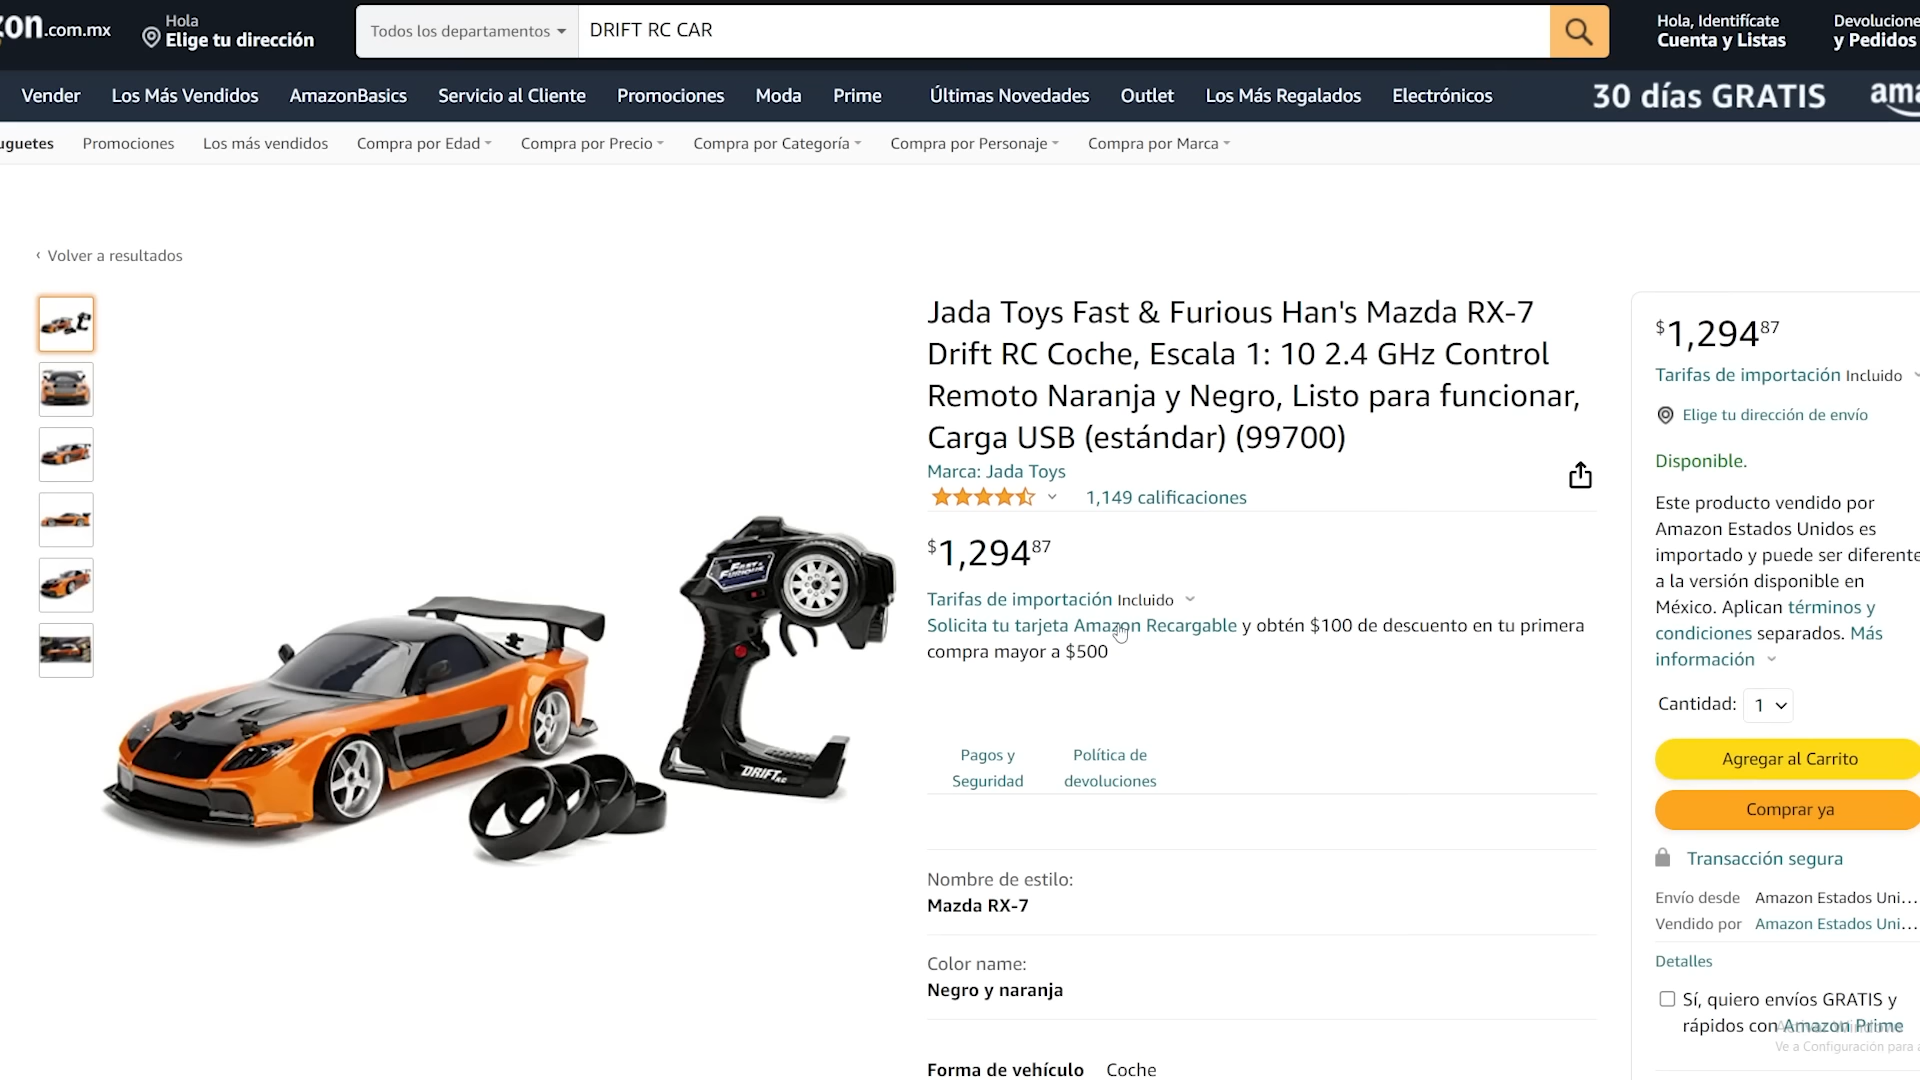 on.com.mx
Hola
Elige tu dirección
Todos los departamentos
DRIFT RC CAR
Hola, Identifícate
Cuenta y Listas
Devolucione
y Pedidos
Vender
Los Más Vendidos
AmazonBasics
Servicio al Cliente
Promociones
Moda
Prime
Últimas Novedades
Outlet
Los Más Regalados
Electrónicos
30 días GRATIS
ama
uguetes
Promociones
Los más vendidos
Compra por Edad
Compra por Precio
Compra por Categoría
Compra por Personaje
Compra por Marca
‹ Volver a resultados
Jada Toys Fast & Furious Han's Mazda RX-7
Drift RC Coche, Escala 1: 10 2.4 GHz Control
Remoto Naranja y Negro, Listo para funcionar,
Carga USB (estándar) (99700)
Marca: Jada Toys
1,149 calificaciones
$1,294.87
Tarifas de importación Incluido
Solicita tu tarjeta Amazon Recargable y obtén $100 de descuento en tu primera
compra mayor a $500
Pagos y
Seguridad
Política de
devoluciones
Nombre de estilo:
Mazda RX-7
Color name:
Negro y naranja
Forma de vehículo Coche
FAST & FURIOUS
DRIFT RC
$1,294.87
Tarifas de importación Incluido
Elige tu dirección de envío
Disponible.
Este producto vendido por
Amazon Estados Unidos es
importado y puede ser diferente
a la versión disponible en
México. Aplican términos y
condiciones separados. Más
información
Cantidad: 1
Agregar al Carrito
Comprar ya
Transacción segura
Envío desde Amazon Estados Uni...
Vendido por Amazon Estados Uni...
Detalles
Sí, quiero envíos GRATIS y
rápidos con Amazon Prime
Activar Windows
Ve a Configuración para a